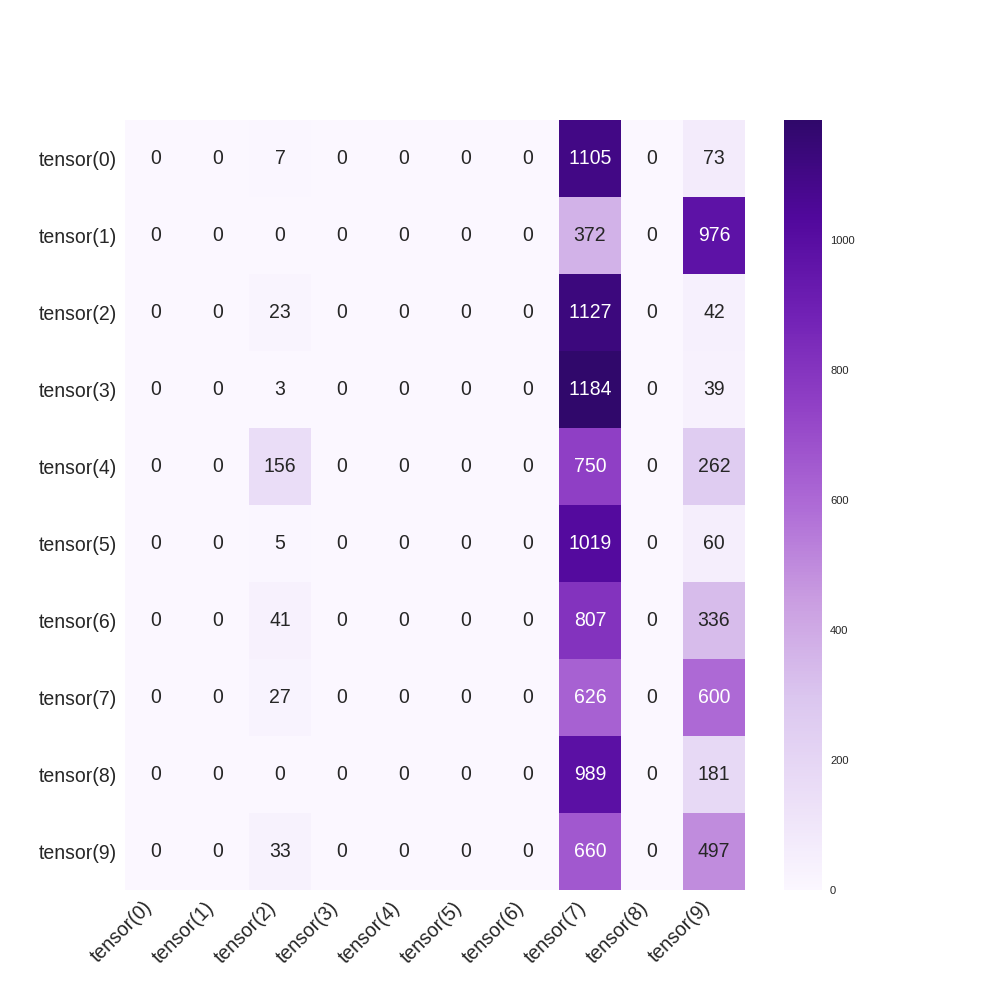 tensor(0) 0 0 7 0 0 0 0 1105 0 73
tensor(1) 0 0 0 0 0 0 0 372 0 976
tensor(2) 0 0 23 0 0 0 0 1127 0 42
tensor(3) 0 0 3 0 0 0 0 1184 0 39
tensor(4) 0 0 156 0 0 0 0 750 0 262
tensor(5) 0 0 5 0 0 0 0 1019 0 60
tensor(6) 0 0 41 0 0 0 0 807 0 336
tensor(7) 0 0 27 0 0 0 0 626 0 600
tensor(8) 0 0 0 0 0 0 0 989 0 181
tensor(9) 0 0 33 0 0 0 0 660 0 497
tensor(0) tensor(1) tensor(2) tensor(3) tensor(4) tensor(5) tensor(6) tensor(7) tensor(8) tensor(9)
1000
800
600
400
200
0